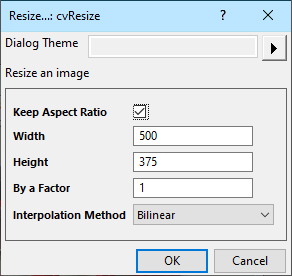 Resize...: cvResize
Dialog Theme
Resize an image
Keep Aspect Ratio
Width 500
Height 375
By a Factor 1
Interpolation Method Bilinear
OK Cancel